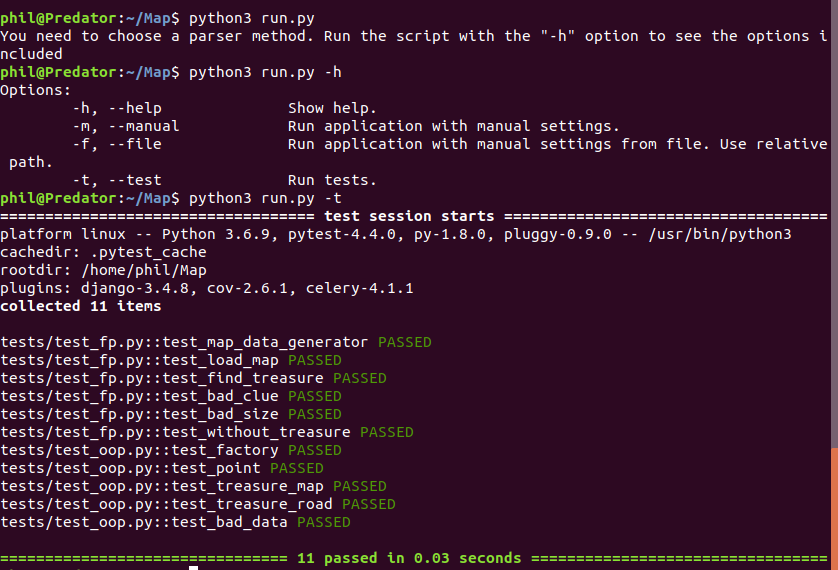 phil@Predator:~/Map$ python3 run.py
You need to choose a parser method. Run the script with the "-h" option to see the options i
ncluded
phil@Predator:~/Map$ python3 run.py -h
Options:
        -h, --help              Show help.
        -m, --manual            Run application with manual settings.
        -f, --file              Run application with manual settings from file. Use relative
 path.
        -t, --test              Run tests.
phil@Predator:~/Map$ python3 run.py -t
=================================== test session starts ====================================
platform linux -- Python 3.6.9, pytest-4.4.0, py-1.8.0, pluggy-0.9.0 -- /usr/bin/python3
cachedir: .pytest_cache
rootdir: /home/phil/Map
plugins: django-3.4.8, cov-2.6.1, celery-4.1.1
collected 11 items

tests/test_fp.py::test_map_data_generator PASSED
tests/test_fp.py::test_load_map PASSED
tests/test_fp.py::test_find_treasure PASSED
tests/test_fp.py::test_bad_clue PASSED
tests/test_fp.py::test_bad_size PASSED
tests/test_fp.py::test_without_treasure PASSED
tests/test_oop.py::test_factory PASSED
tests/test_oop.py::test_point PASSED
tests/test_oop.py::test_treasure_map PASSED
tests/test_oop.py::test_treasure_road PASSED
tests/test_oop.py::test_bad_data PASSED

================================ 11 passed in 0.03 seconds =================================